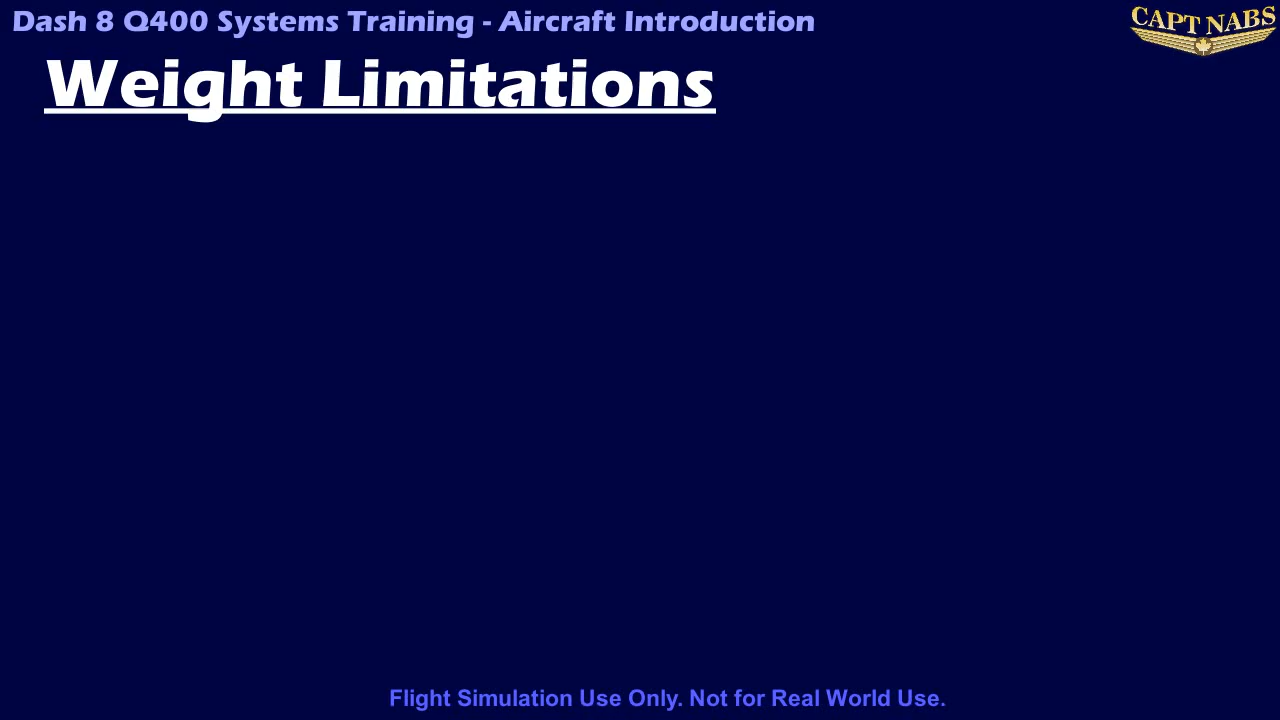 Dash 8 Q400 Systems Training - Aircraft Introduction
CAPT NABS
Weight Limitations
Flight Simulation Use Only. Not for Real World Use.